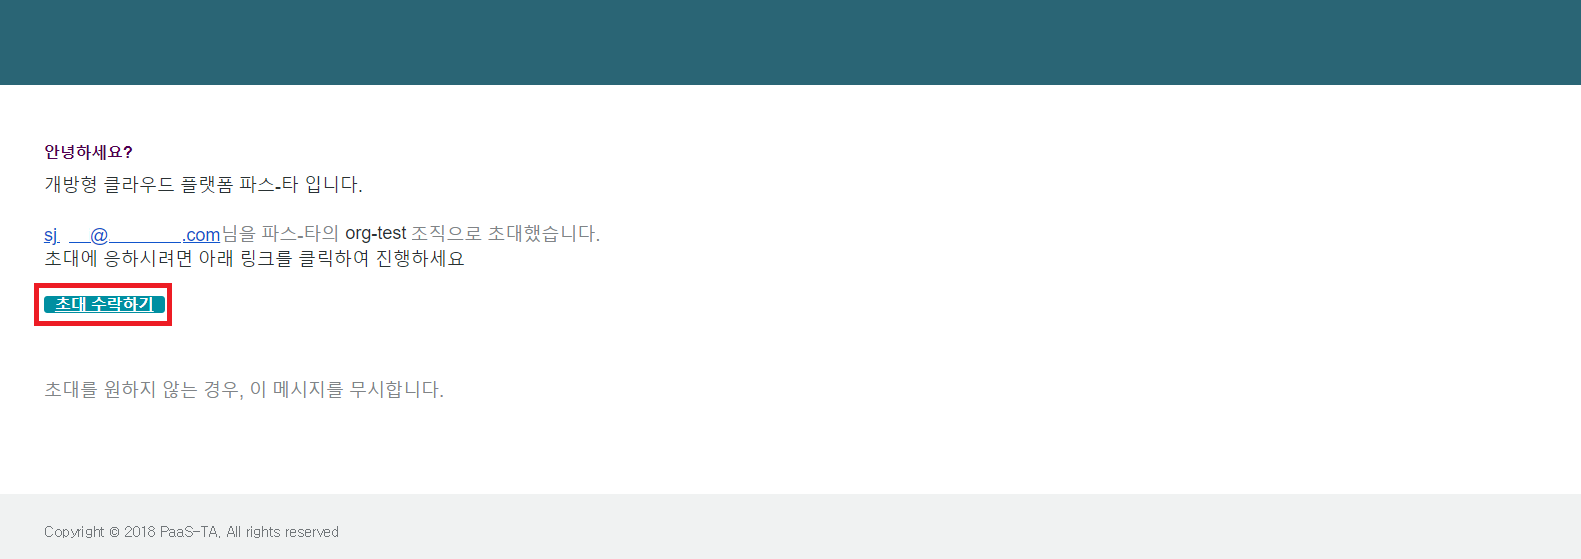 안녕하세요?
개방형 클라우드 플랫폼 파스-타 입니다.
sj @ .com님을 파스-타의 org-test 조직으로 초대했습니다.
초대에 응하시려면 아래 링크를 클릭하여 진행하세요
초대 수락하기
초대를 원하지 않는 경우, 이 메시지를 무시합니다.
Copyright © 2018 PaaS-TA, All rights reserved